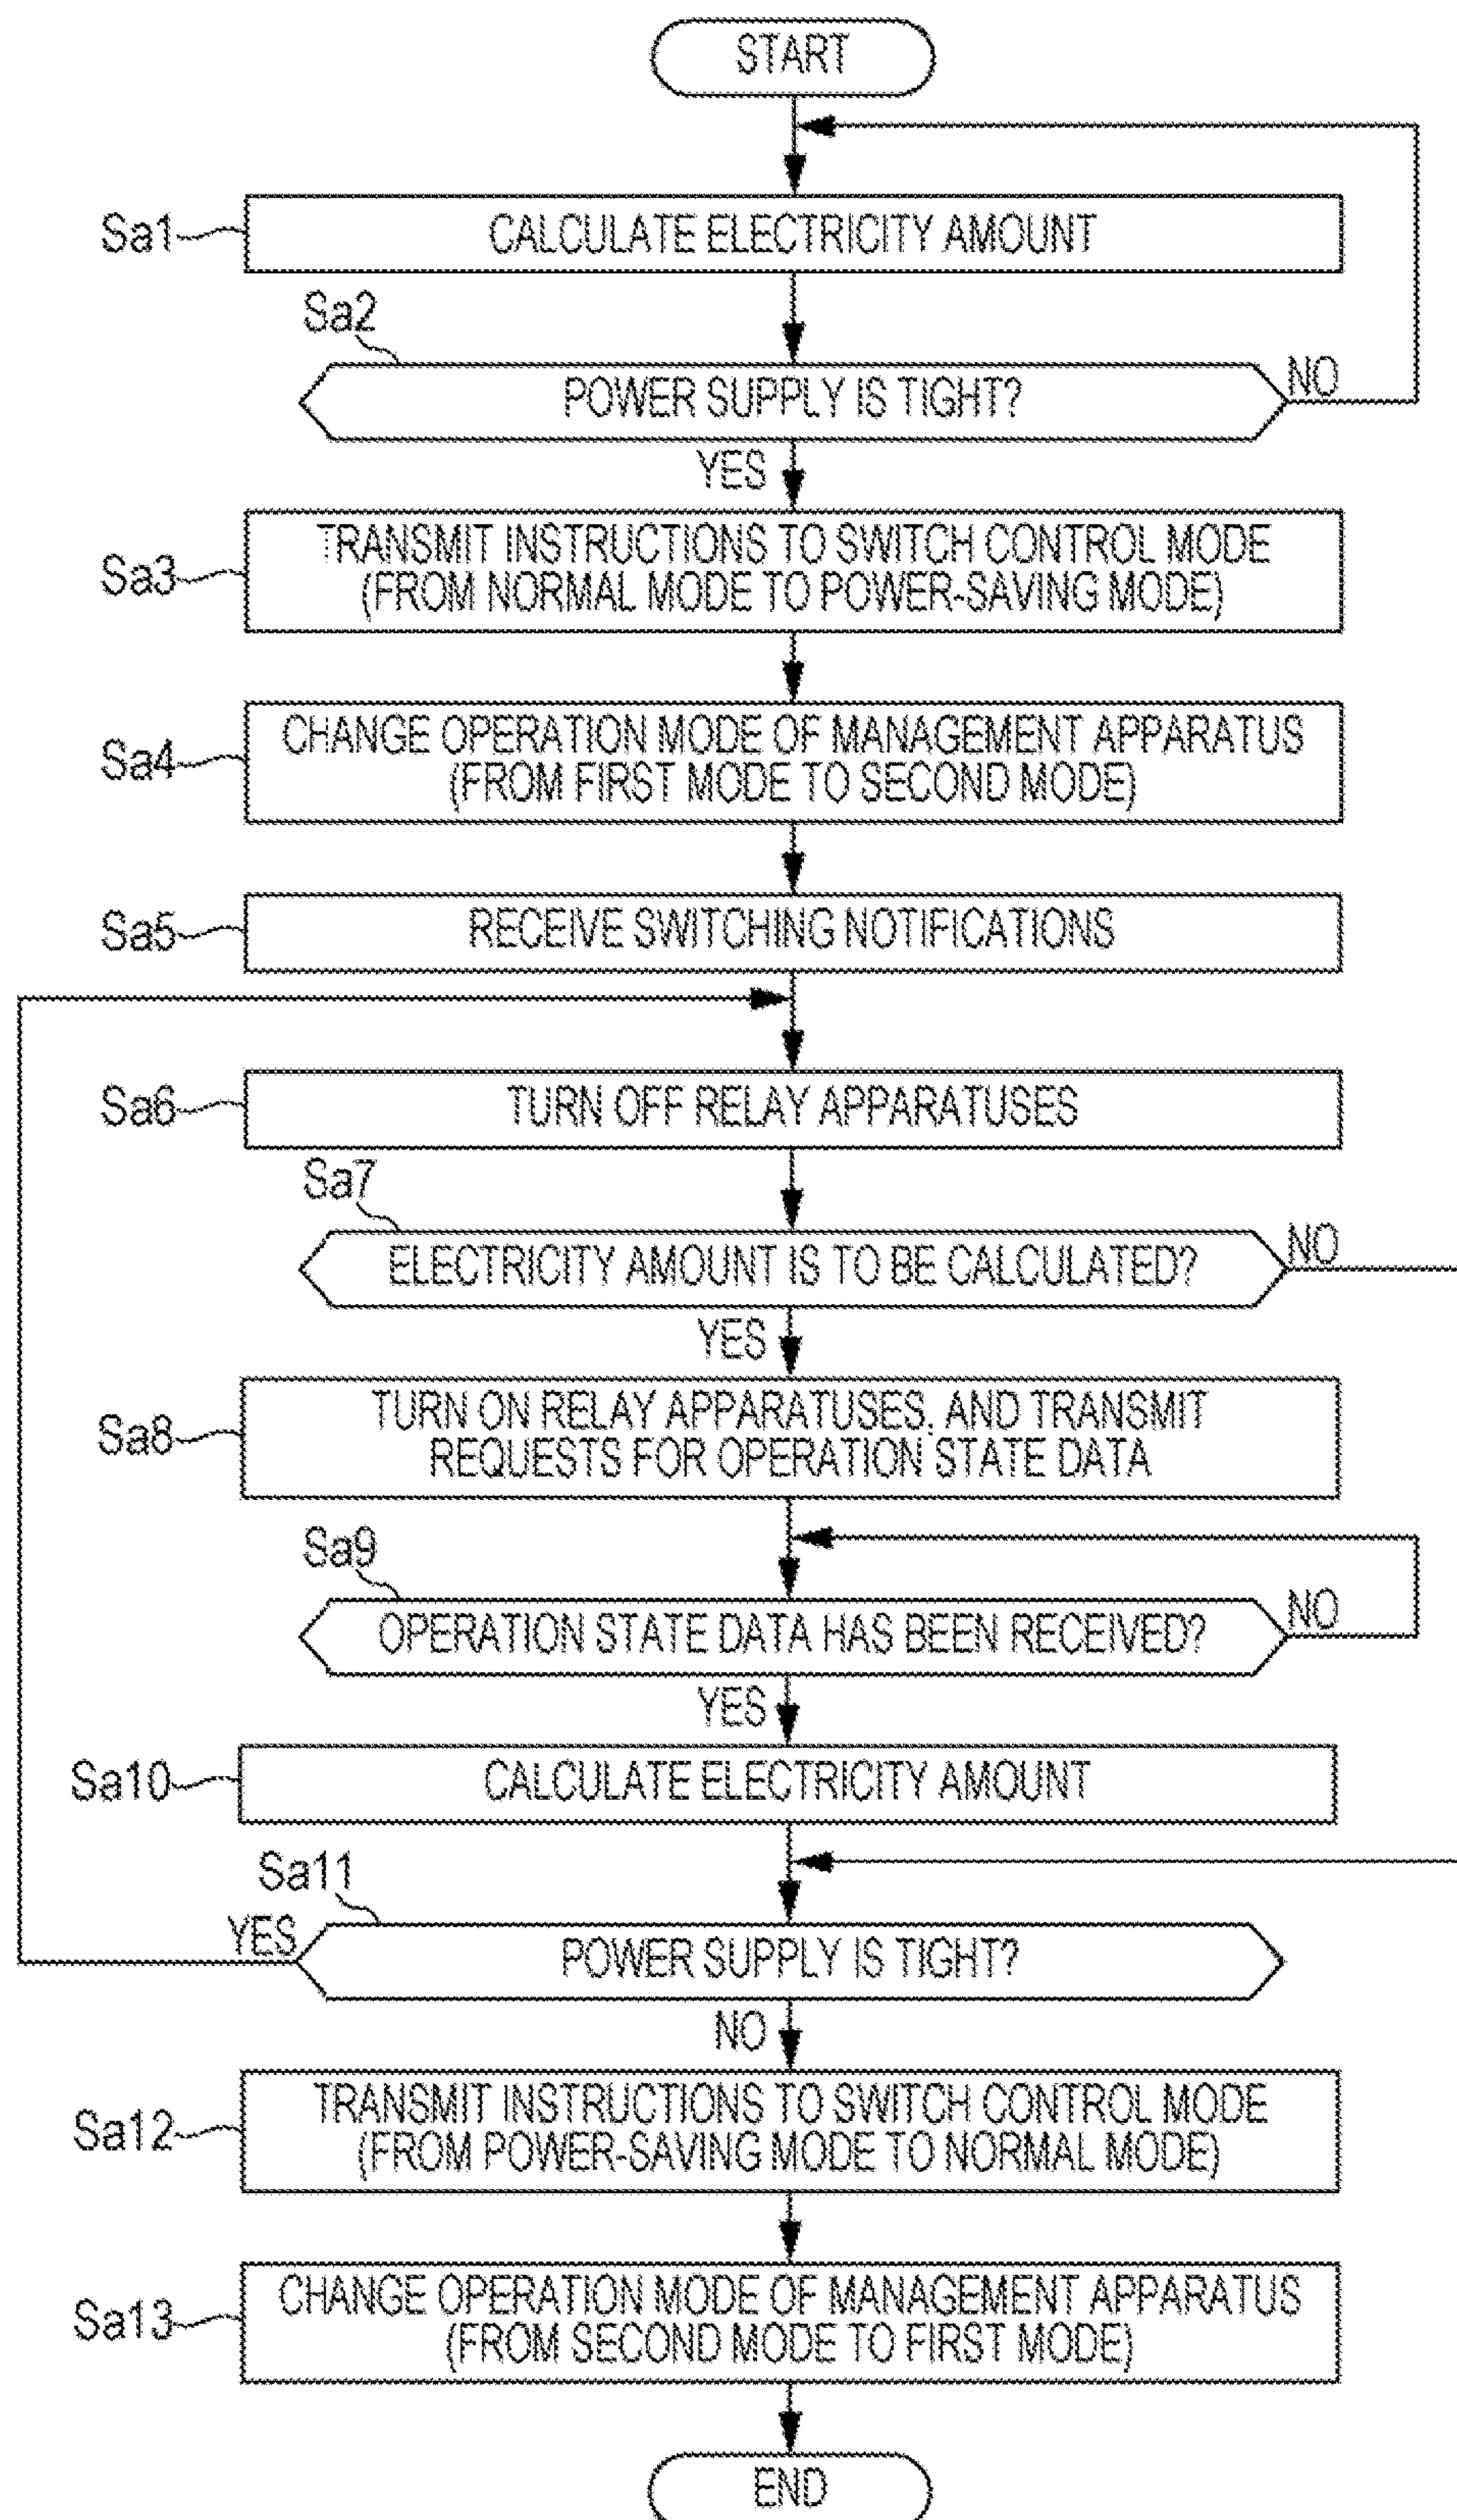 START
Sa1
CALCULATE ELECTRICITY AMOUNT
Sa2
POWER SUPPLY IS TIGHT?
NO
YES
Sa3
TRANSMIT INSTRUCTIONS TO SWITCH CONTROL MODE
(FROM NORMAL MODE TO POWER-SAVING MODE)
Sa4
CHANGE OPERATION MODE OF MANAGEMENT APPARATUS
(FROM FIRST MODE TO SECOND MODE)
Sa5
RECEIVE SWITCHING NOTIFICATIONS
Sa6
TURN OFF RELAY APPARATUSES
Sa7
ELECTRICITY AMOUNT IS TO BE CALCULATED?
NO
YES
Sa8
TURN ON RELAY APPARATUSES, AND TRANSMIT
REQUESTS FOR OPERATION STATE DATA
Sa9
OPERATION STATE DATA HAS BEEN RECEIVED?
NO
YES
Sa10
CALCULATE ELECTRICITY AMOUNT
Sa11
YES
POWER SUPPLY IS TIGHT?
NO
Sa12
TRANSMIT INSTRUCTIONS TO SWITCH CONTROL MODE
(FROM POWER-SAVING MODE TO NORMAL MODE)
Sa13
CHANGE OPERATION MODE OF MANAGEMENT APPARATUS
(FROM SECOND MODE TO FIRST MODE)
END